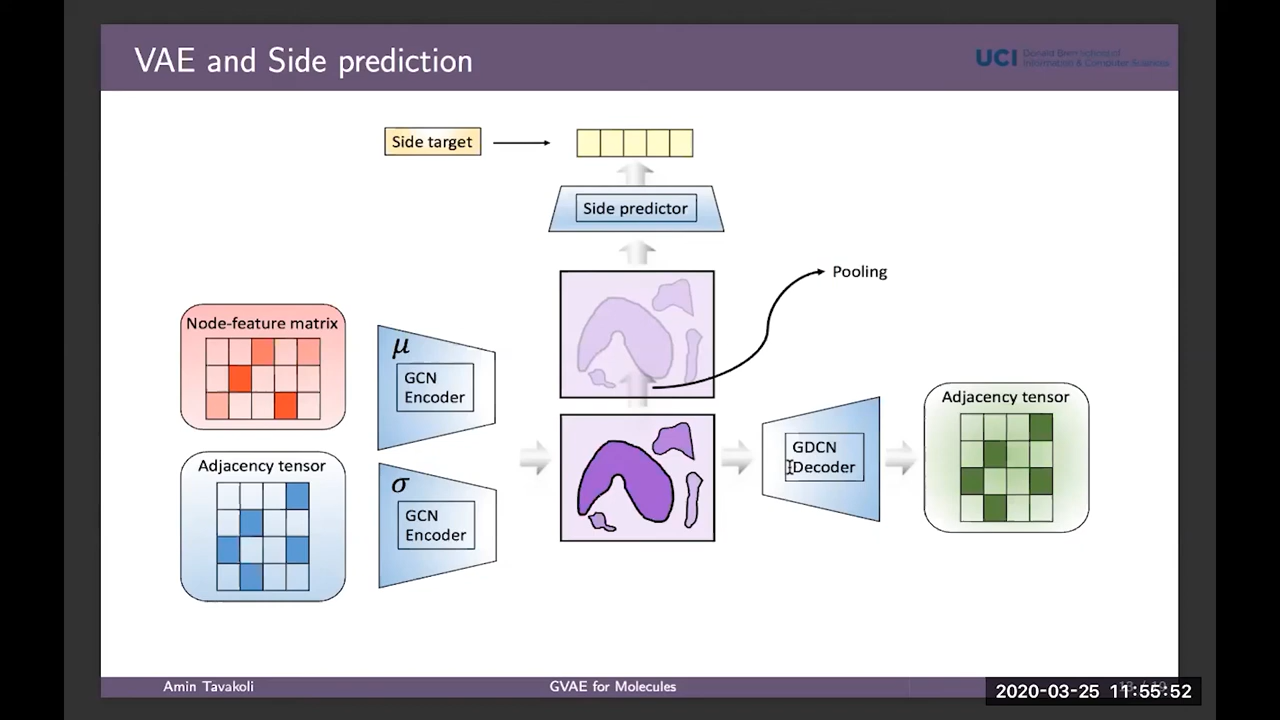 VAE and Side prediction
UCI
Side target
Side predictor
Pooling
Node-feature matrix
μ
GCN
Encoder
Adjacency tensor
σ
GCN
Encoder
GDCN
Decoder
Adjacency tensor
Amin Tavakoli
GVAE for Molecules
2020-03-25 11:55:52